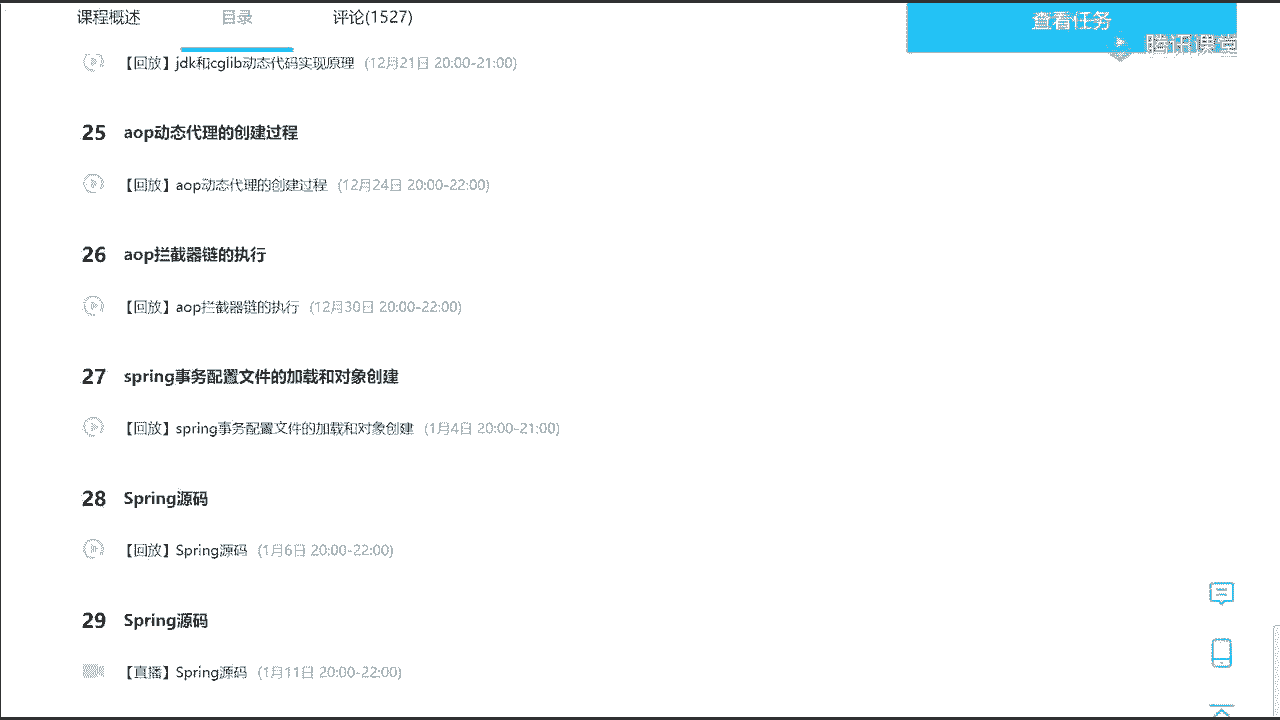 课程概述 目录 评论(1527) 查看任务
腾讯课堂
【回放】jdk和cglib动态代码实现原理 (12月21日 20:00-21:00)
25 aop动态代理的创建过程
【回放】aop动态代理的创建过程 (12月24日 20:00-22:00)
26 aop拦截器链的执行
【回放】aop拦截器链的执行 (12月30日 20:00-22:00)
27 spring事务配置文件的加载和对象创建
【回放】spring事务配置文件的加载和对象创建 (1月4日 20:00-21:00)
28 Spring源码
【回放】Spring源码 (1月6日 20:00-22:00)
29 Spring源码
【直播】Spring源码 (1月11日 20:00-22:00)